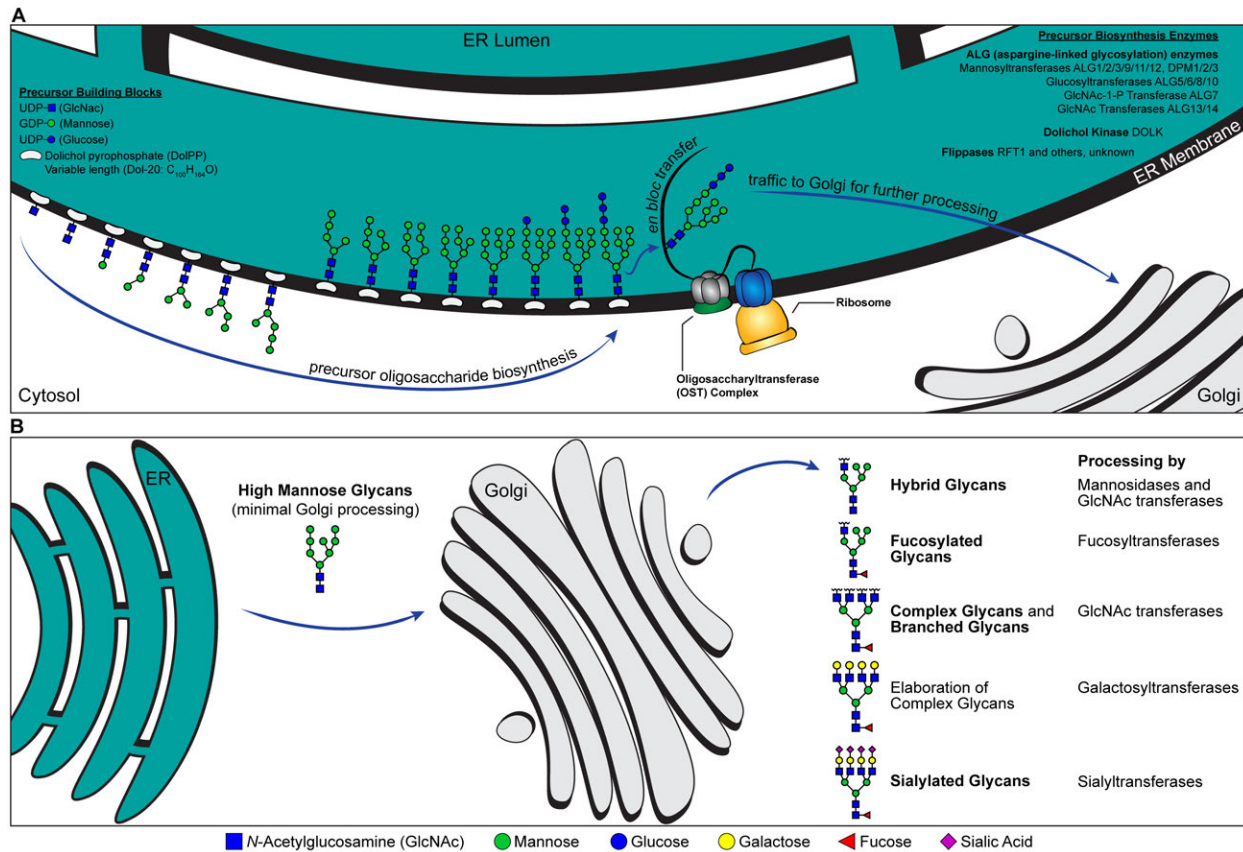 A
ER Lumen
Precursor Building Blocks
UDP- (GlcNac)
GDP- (Mannose)
UDP- (Glucose)
Dolichol pyrophosphate (DolPP)
Variable length (Dol-20: C₁₀₀H₁₆₄O)
Precursor Biosynthesis Enzymes
ALG (aspargine-linked glycosylation) enzymes
Mannosyltransferases ALG1/2/3/9/11/12, DPM1/2/3
Glucosyltransferases ALG5/6/8/10
GlcNAc-1-P Transferase ALG7
GlcNAc Transferases ALG13/14
Dolichol Kinase DOLK
Flippases RFT1 and others, unknown
ER Membrane
en bloc transfer
traffic to Golgi for further processing
Ribosome
precursor oligosaccharide biosynthesis
Oligosaccharyltransferase
(OST) Complex
Cytosol
Golgi
B
ER
High Mannose Glycans
(minimal Golgi processing)
Golgi
Processing by
Hybrid Glycans
Mannosidases and
GlcNAc transferases
Fucosylated
Glycans
Fucosyltransferases
Complex Glycans and
Branched Glycans
GlcNAc transferases
Elaboration of
Complex Glycans
Galactosyltransferases
Sialylated Glycans
Sialyltransferases
N-Acetylglucosamine (GlcNAc) Mannose Glucose Galactose Fucose Sialic Acid